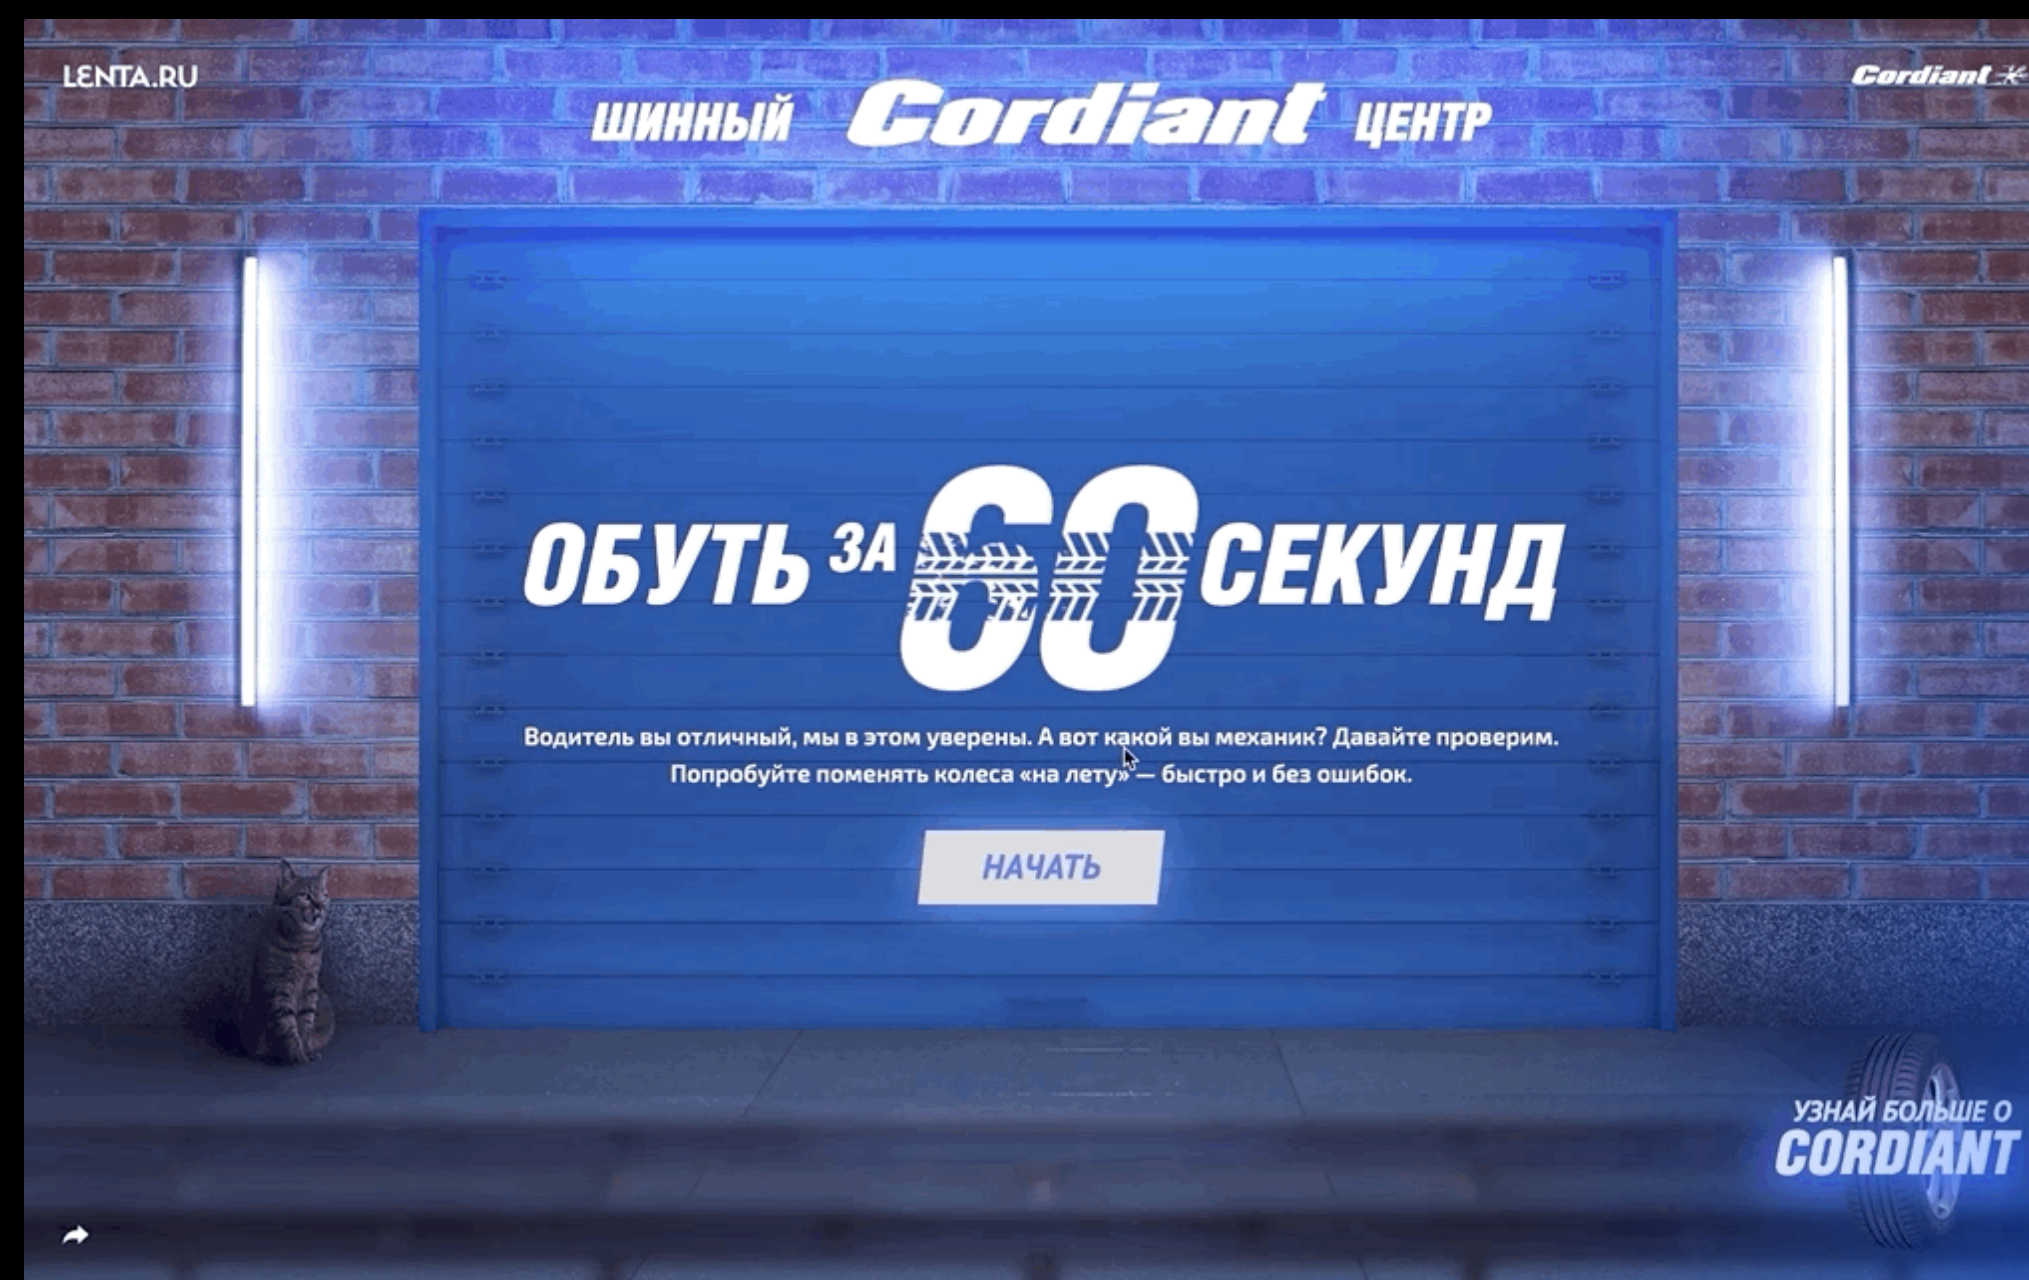 LENTA.RU
Cordiant
ШИННЫЙ Cordiant ЦЕНТР
ОБУТЬ ЗА 60 СЕКУНД
Водитель вы отличный, мы в этом уверены. А вот какой вы механик? Давайте проверим.
Попробуйте поменять колеса «на лету» — быстро и без ошибок.
НАЧАТЬ
УЗНАЙ БОЛЬШЕ О
CORDIANT